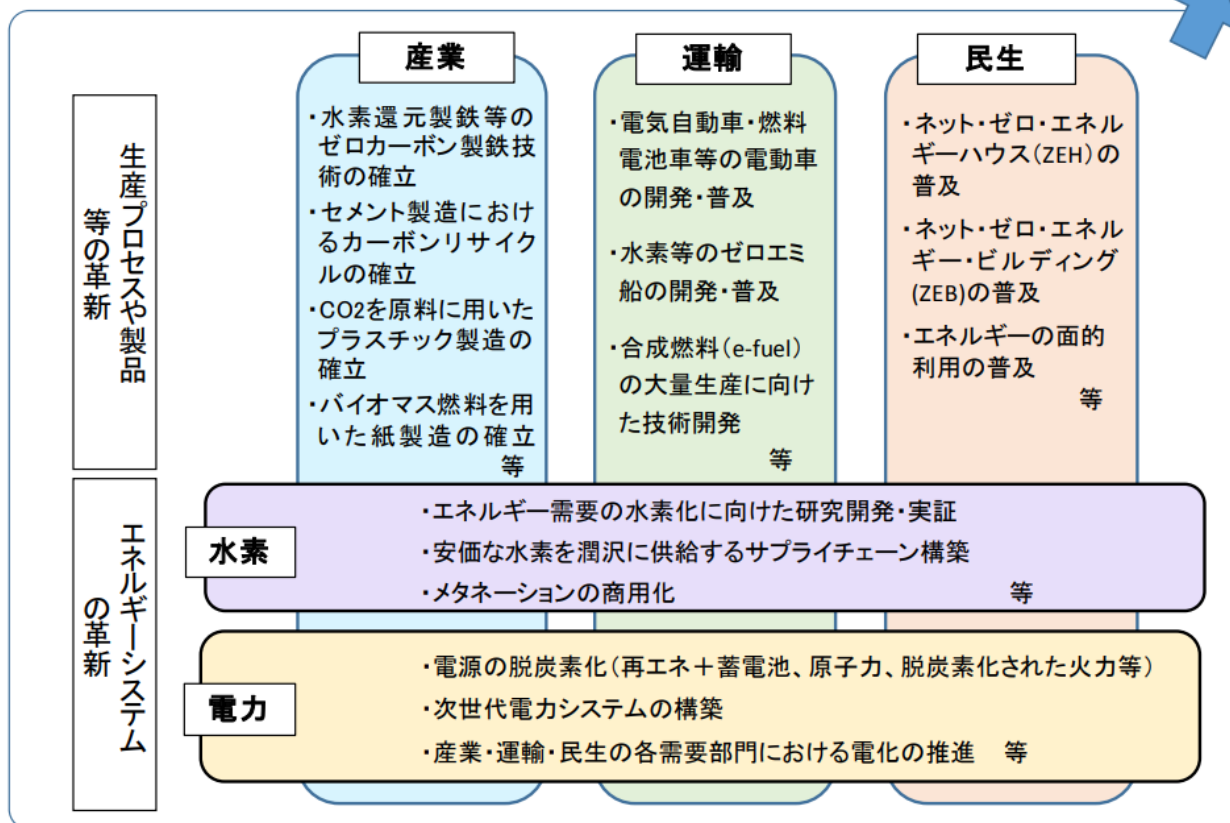 産業
運輸
民生
生産プロセスや製品
等の革新
・水素還元製鉄等の
ゼロカーボン製鉄技
術の確立
・セメント製造におけ
るカーボンリサイク
ルの確立
・CO2を原料に用いた
プラスチック製造の
確立
・バイオマス燃料を用
いた紙製造の確立
等
・電気自動車・燃料
電池車等の電動車
の開発・普及
・水素等のゼロエミ
船の開発・普及
・合成燃料(e-fuel)
の大量生産に向け
た技術開発
等
・ネット・ゼロ・エネル
ギーハウス(ZEH)の
普及
・ネット・ゼロ・エネル
ギー・ビルディング
(ZEB)の普及
・エネルギーの面的
利用の普及
等
エネルギーシステム
の革新
水素
・エネルギー需要の水素化に向けた研究開発・実証
・安価な水素を潤沢に供給するサプライチェーン構築
・メタネーションの商用化 等
電力
・電源の脱炭素化(再エネ+蓄電池、原子力、脱炭素化された火力等)
・次世代電力システムの構築
・産業・運輸・民生の各需要部門における電化の推進 等